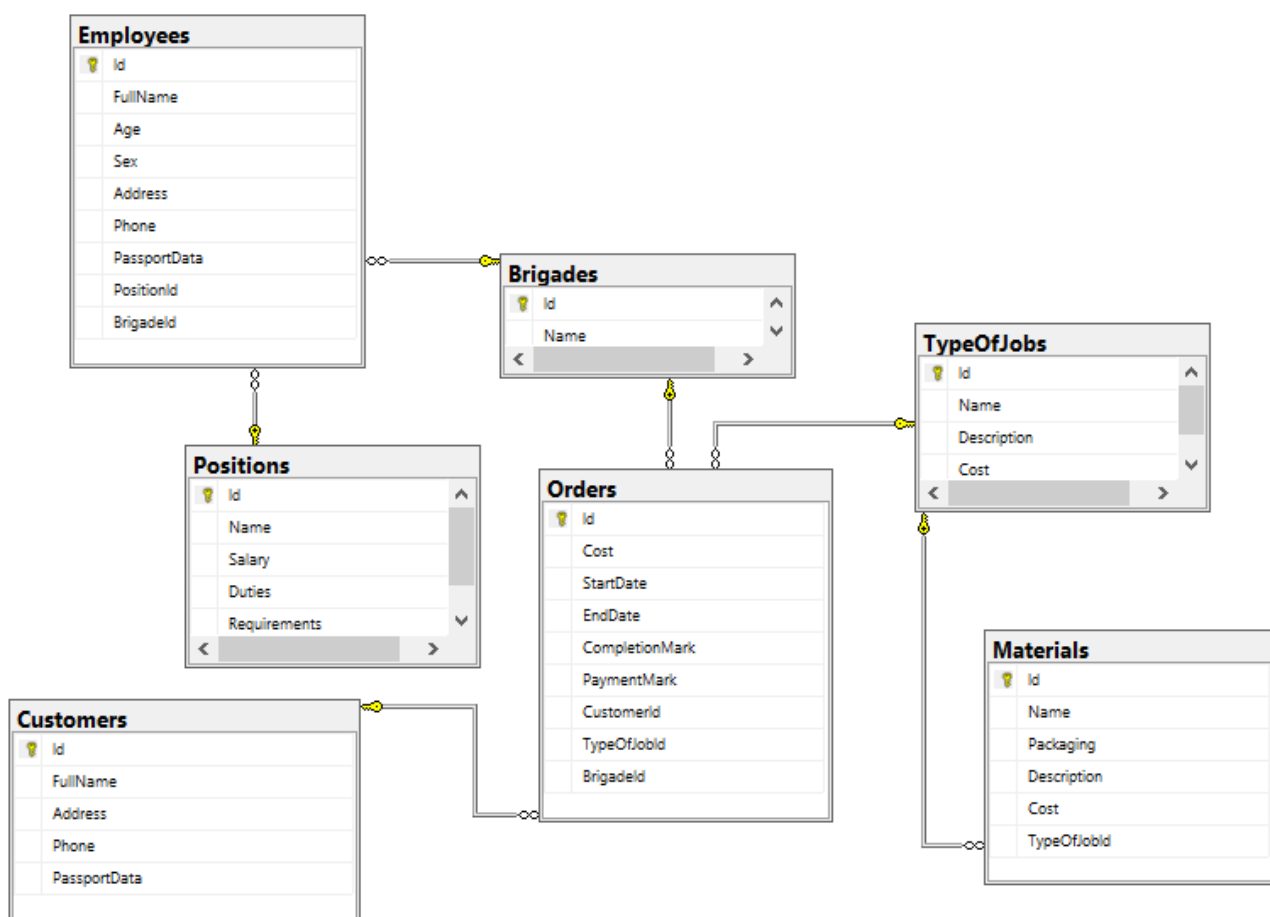 Employees
Id
FullName
Age
Sex
Address
Phone
PassportData
PositionId
BrigadeId
Brigades
Id
Name
TypeOfJobs
Id
Name
Description
Cost
Positions
Id
Name
Salary
Duties
Requirements
Orders
Id
Cost
StartDate
EndDate
CompletionMark
PaymentMark
CustomerId
TypeOfJobId
BrigadeId
Materials
Id
Name
Packaging
Description
Cost
TypeOfJobId
Customers
Id
FullName
Address
Phone
PassportData